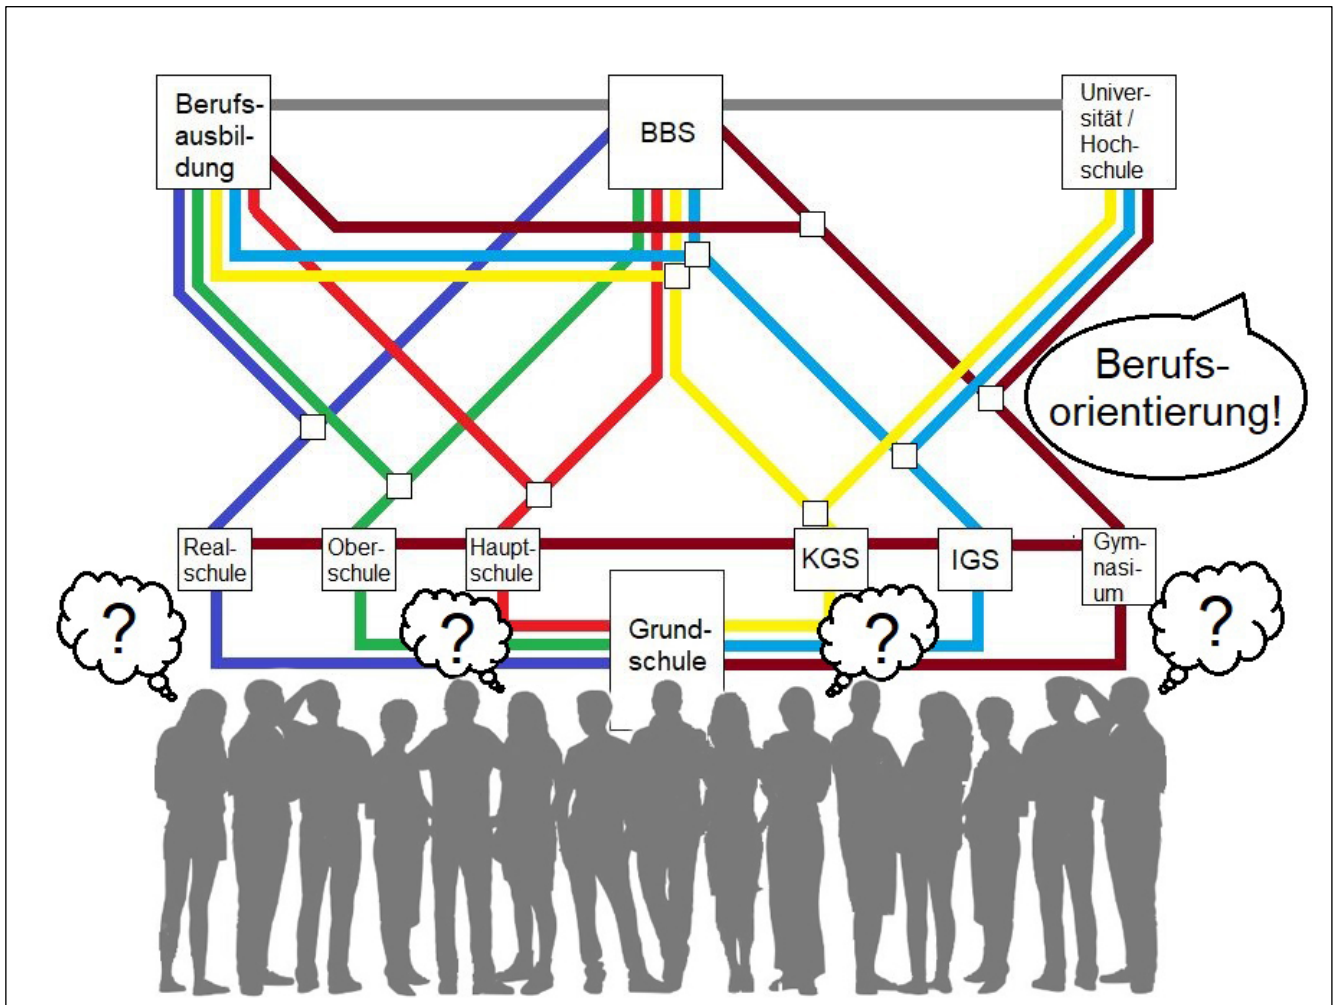 Berufs-
ausbil-
dung
BBS
Univer-
sität /
Hoch-
schule
Berufs-
orientierung!
Real-
schule
Ober-
schule
Haupt-
schule
KGS
IGS
Gym-
nasi-
um
Grund-
schule
?
?
?
?